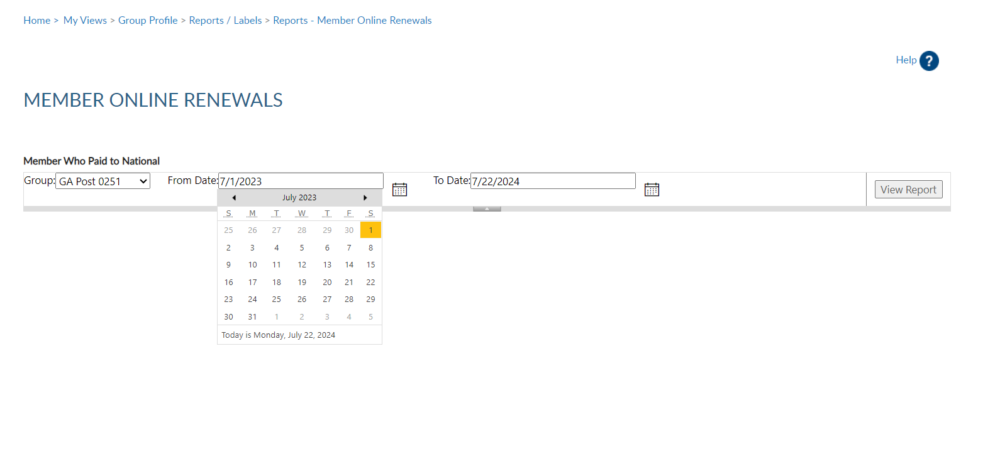 Home > My Views > Group Profile > Reports / Labels > Reports - Member Online Renewals
Help ?
MEMBER ONLINE RENEWALS
Member Who Paid to National
Group: GA Post 0251 From Date: 7/1/2023 To Date: 7/22/2024 View Report
July 2023
S M T W T F S
25 26 27 28 29 30 1
2 3 4 5 6 7 8
9 10 11 12 13 14 15
16 17 18 19 20 21 22
23 24 25 26 27 28 29
30 31 1 2 3 4 5
Today is Monday, July 22, 2024